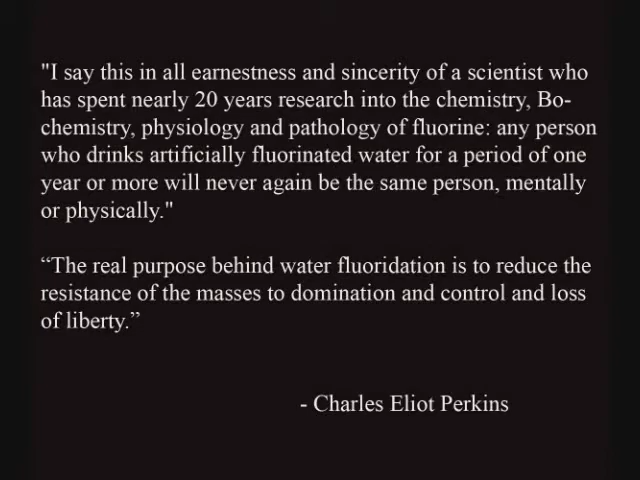 "I say this in all earnestness and sincerity of a scientist who
has spent nearly 20 years research into the chemistry, Bo-
chemistry, physiology and pathology of fluorine: any person
who drinks artificially fluorinated water for a period of one
year or more will never again be the same person, mentally
or physically."
“The real purpose behind water fluoridation is to reduce the
resistance of the masses to domination and control and loss
of liberty.”
- Charles Eliot Perkins